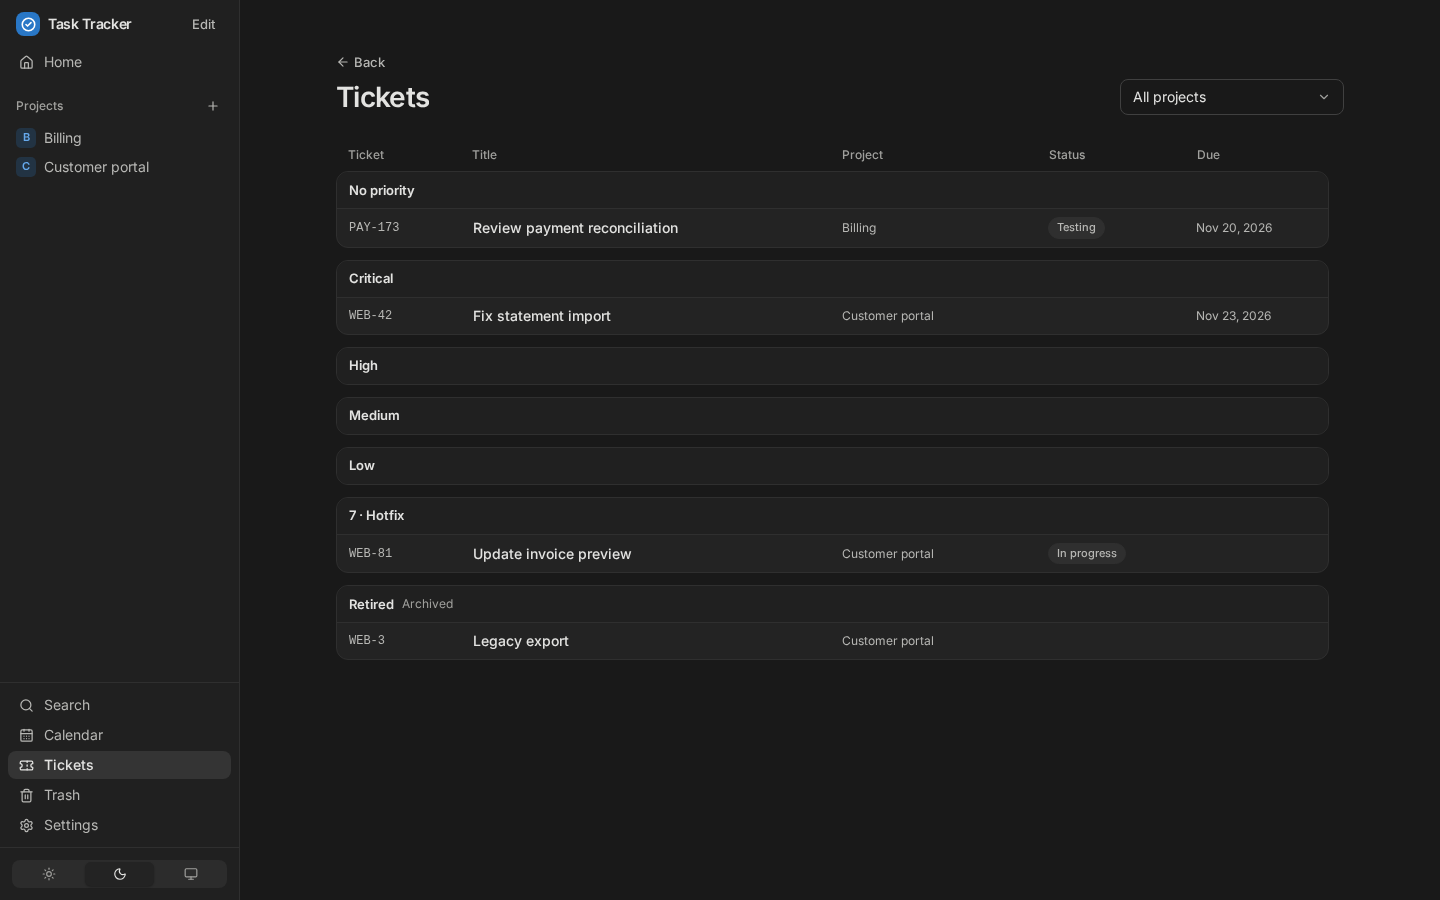 Task Tracker
Edit
Home
Projects
B Billing
C Customer portal
Search
Calendar
Tickets
Trash
Settings
Back
Tickets
All projects
Ticket Title Project Status Due
No priority
PAY-173 Review payment reconciliation Billing Testing Nov 20, 2026
Critical
WEB-42 Fix statement import Customer portal Nov 23, 2026
High
Medium
Low
7 · Hotfix
WEB-81 Update invoice preview Customer portal In progress
Retired Archived
WEB-3 Legacy export Customer portal